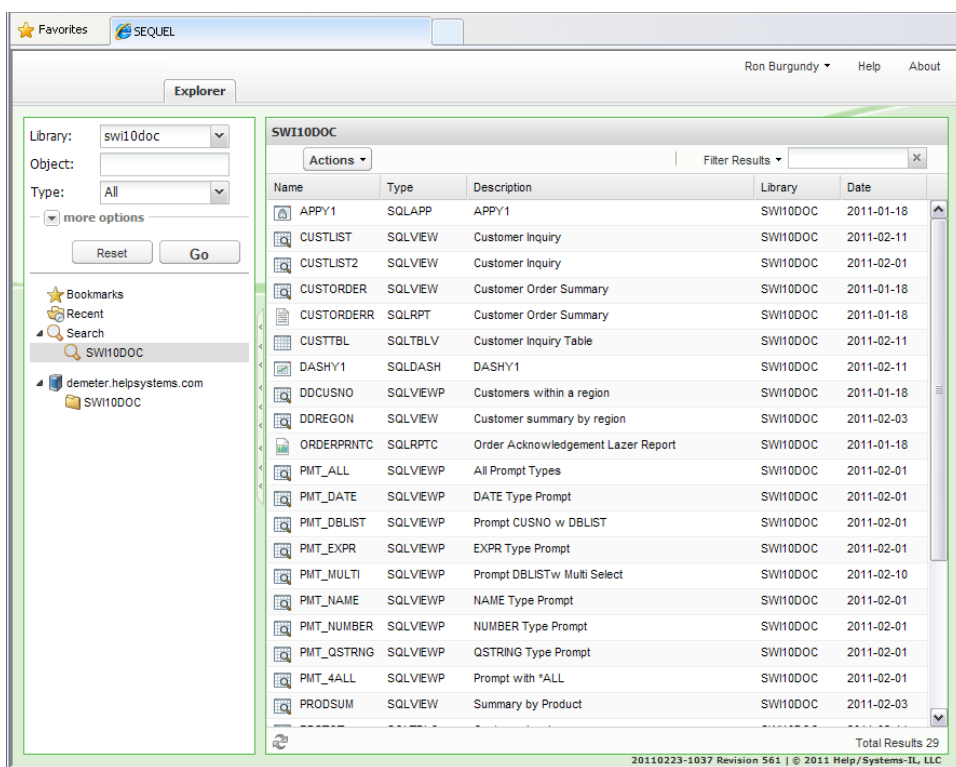 Favorites SEQUEL
Ron Burgundy Help About
Explorer
Library: swi10doc
Object:
Type: All
more options
Reset Go
Bookmarks
Recent
Search
SWI10DOC
demeter.helpsystems.com
SWI10DOC
SWI10DOC
Actions Filter Results
Name Type Description Library Date
APPY1 SQLAPP APPY1 SWI10DOC 2011-01-18
CUSTLIST SQLVIEW Customer Inquiry SWI10DOC 2011-02-11
CUSTLIST2 SQLVIEW Customer Inquiry SWI10DOC 2011-02-01
CUSTORDER SQLVIEW Customer Order Summary SWI10DOC 2011-01-18
CUSTORDERR SQLRPT Customer Order Summary SWI10DOC 2011-01-18
CUSTTBL SQLTBLV Customer Inquiry Table SWI10DOC 2011-02-11
DASHY1 SQLDASH DASHY1 SWI10DOC 2011-02-11
DDCUSNO SQLVIEWP Customers within a region SWI10DOC 2011-01-18
DDREGON SQLVIEW Customer summary by region SWI10DOC 2011-02-03
ORDERPRNTC SQLRPTC Order Acknowledgement Lazer Report SWI10DOC 2011-01-18
PMT_ALL SQLVIEWP All Prompt Types SWI10DOC 2011-02-01
PMT_DATE SQLVIEWP DATE Type Prompt SWI10DOC 2011-02-01
PMT_DBLIST SQLVIEWP Prompt CUSNO w DBLIST SWI10DOC 2011-02-01
PMT_EXPR SQLVIEWP EXPR Type Prompt SWI10DOC 2011-02-01
PMT_MULTI SQLVIEWP Prompt DBLISTw Multi Select SWI10DOC 2011-02-10
PMT_NAME SQLVIEWP NAME Type Prompt SWI10DOC 2011-02-01
PMT_NUMBER SQLVIEWP NUMBER Type Prompt SWI10DOC 2011-02-01
PMT_QSTRNG SQLVIEWP QSTRING Type Prompt SWI10DOC 2011-02-01
PMT_4ALL SQLVIEWP Prompt with *ALL SWI10DOC 2011-02-01
PRODSUM SQLVIEW Summary by Product SWI10DOC 2011-02-03
Total Results 29
20110223-1037 Revision 561 | © 2011 Help/Systems-IL, LLC